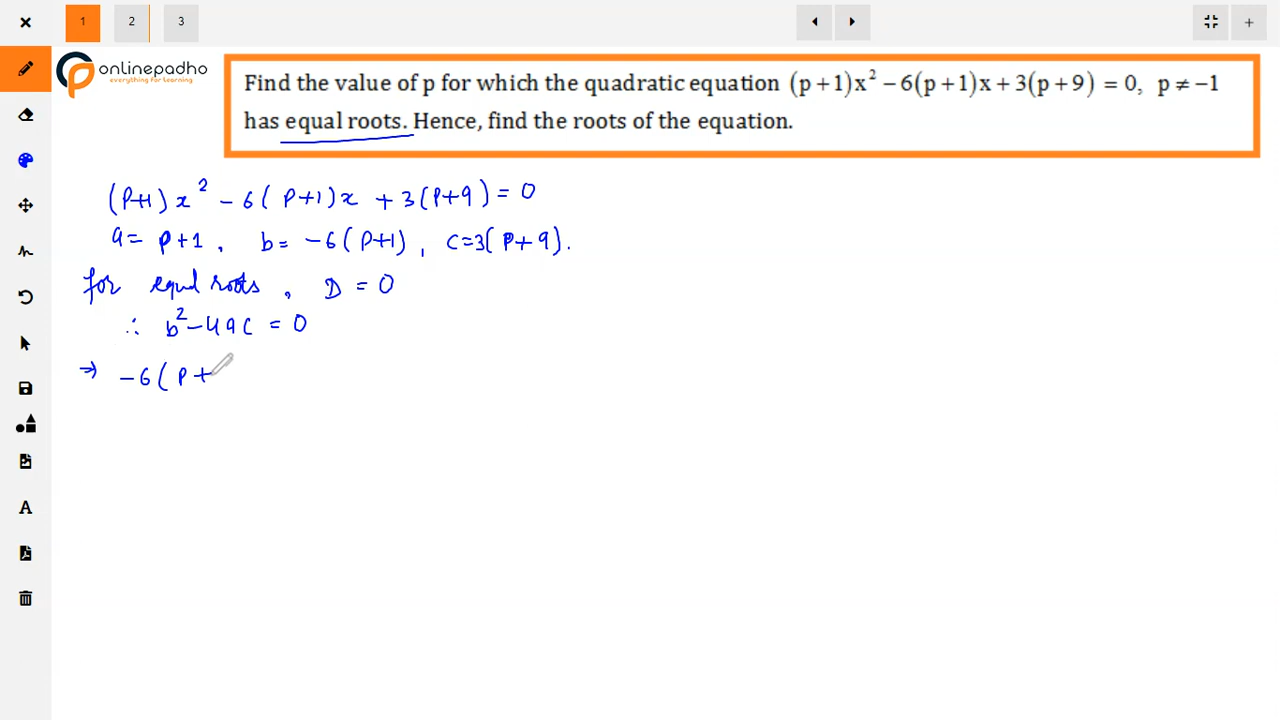 1 2 3
onlinepadho
everything for learning
Find the value of p for which the quadratic equation (p+1)x² −6(p+1)x+3(p+9) =0, p≠−1
has equal roots. Hence, find the roots of the equation.
(P+1)x² − 6(P+1)x + 3(P+9) = 0
a= p+1, b= −6(P+1), c=3(P+9).
for equal roots, D = 0
∴ b²−4ac = 0
⇒ −6(P+
A